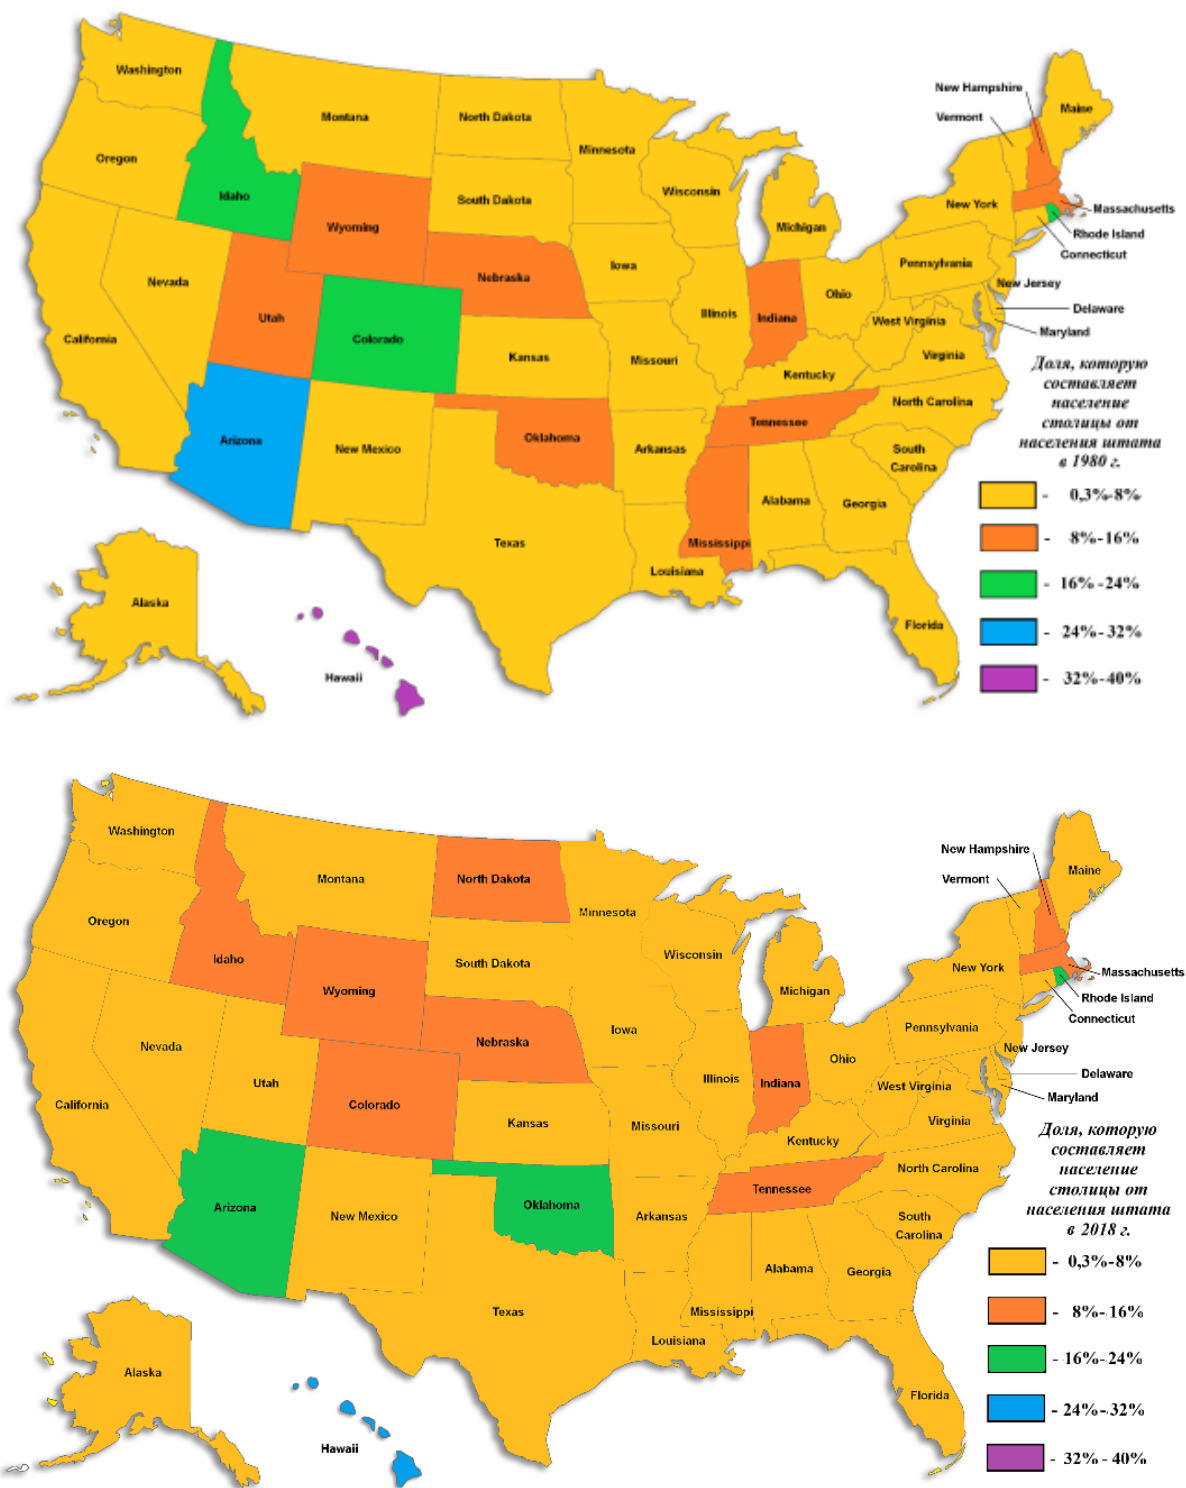 Washington
Montana
North Dakota
Minnesota
New Hampshire
Vermont
Maine
Oregon
Idaho
Wyoming
South Dakota
Wisconsin
Michigan
New York
Massachusetts
Rhode Island
Connecticut
Nevada
Utah
Colorado
Nebraska
Iowa
Illinois
Indiana
Ohio
Pennsylvania
New Jersey
Delaware
Maryland
West Virginia
Virginia
California
Kansas
Missouri
Kentucky
Arizona
New Mexico
Oklahoma
Arkansas
Tennessee
North Carolina
South
Carolina
Texas
Louisiana
Mississippi
Alabama
Georgia
Florida
Alaska
Hawaii
Доля, которую
составляет
население
столицы от
населения штата
в 1980 г.
- 0,3%-8%
- 8%-16%
- 16%-24%
- 24%-32%
- 32%-40%
Washington
Montana
North Dakota
Minnesota
New Hampshire
Vermont
Maine
Oregon
Idaho
Wyoming
South Dakota
Wisconsin
Michigan
New York
Massachusetts
Rhode Island
Connecticut
Nevada
Utah
Colorado
Nebraska
Iowa
Illinois
Indiana
Ohio
Pennsylvania
New Jersey
Delaware
Maryland
West Virginia
Virginia
California
Kansas
Missouri
Kentucky
Arizona
New Mexico
Oklahoma
Arkansas
Tennessee
North Carolina
South
Carolina
Texas
Louisiana
Mississippi
Alabama
Georgia
Florida
Alaska
Hawaii
Доля, которую
составляет
население
столицы от
населения штата
в 2018 г.
- 0,3%-8%
- 8%-16%
- 16%-24%
- 24%-32%
- 32%-40%